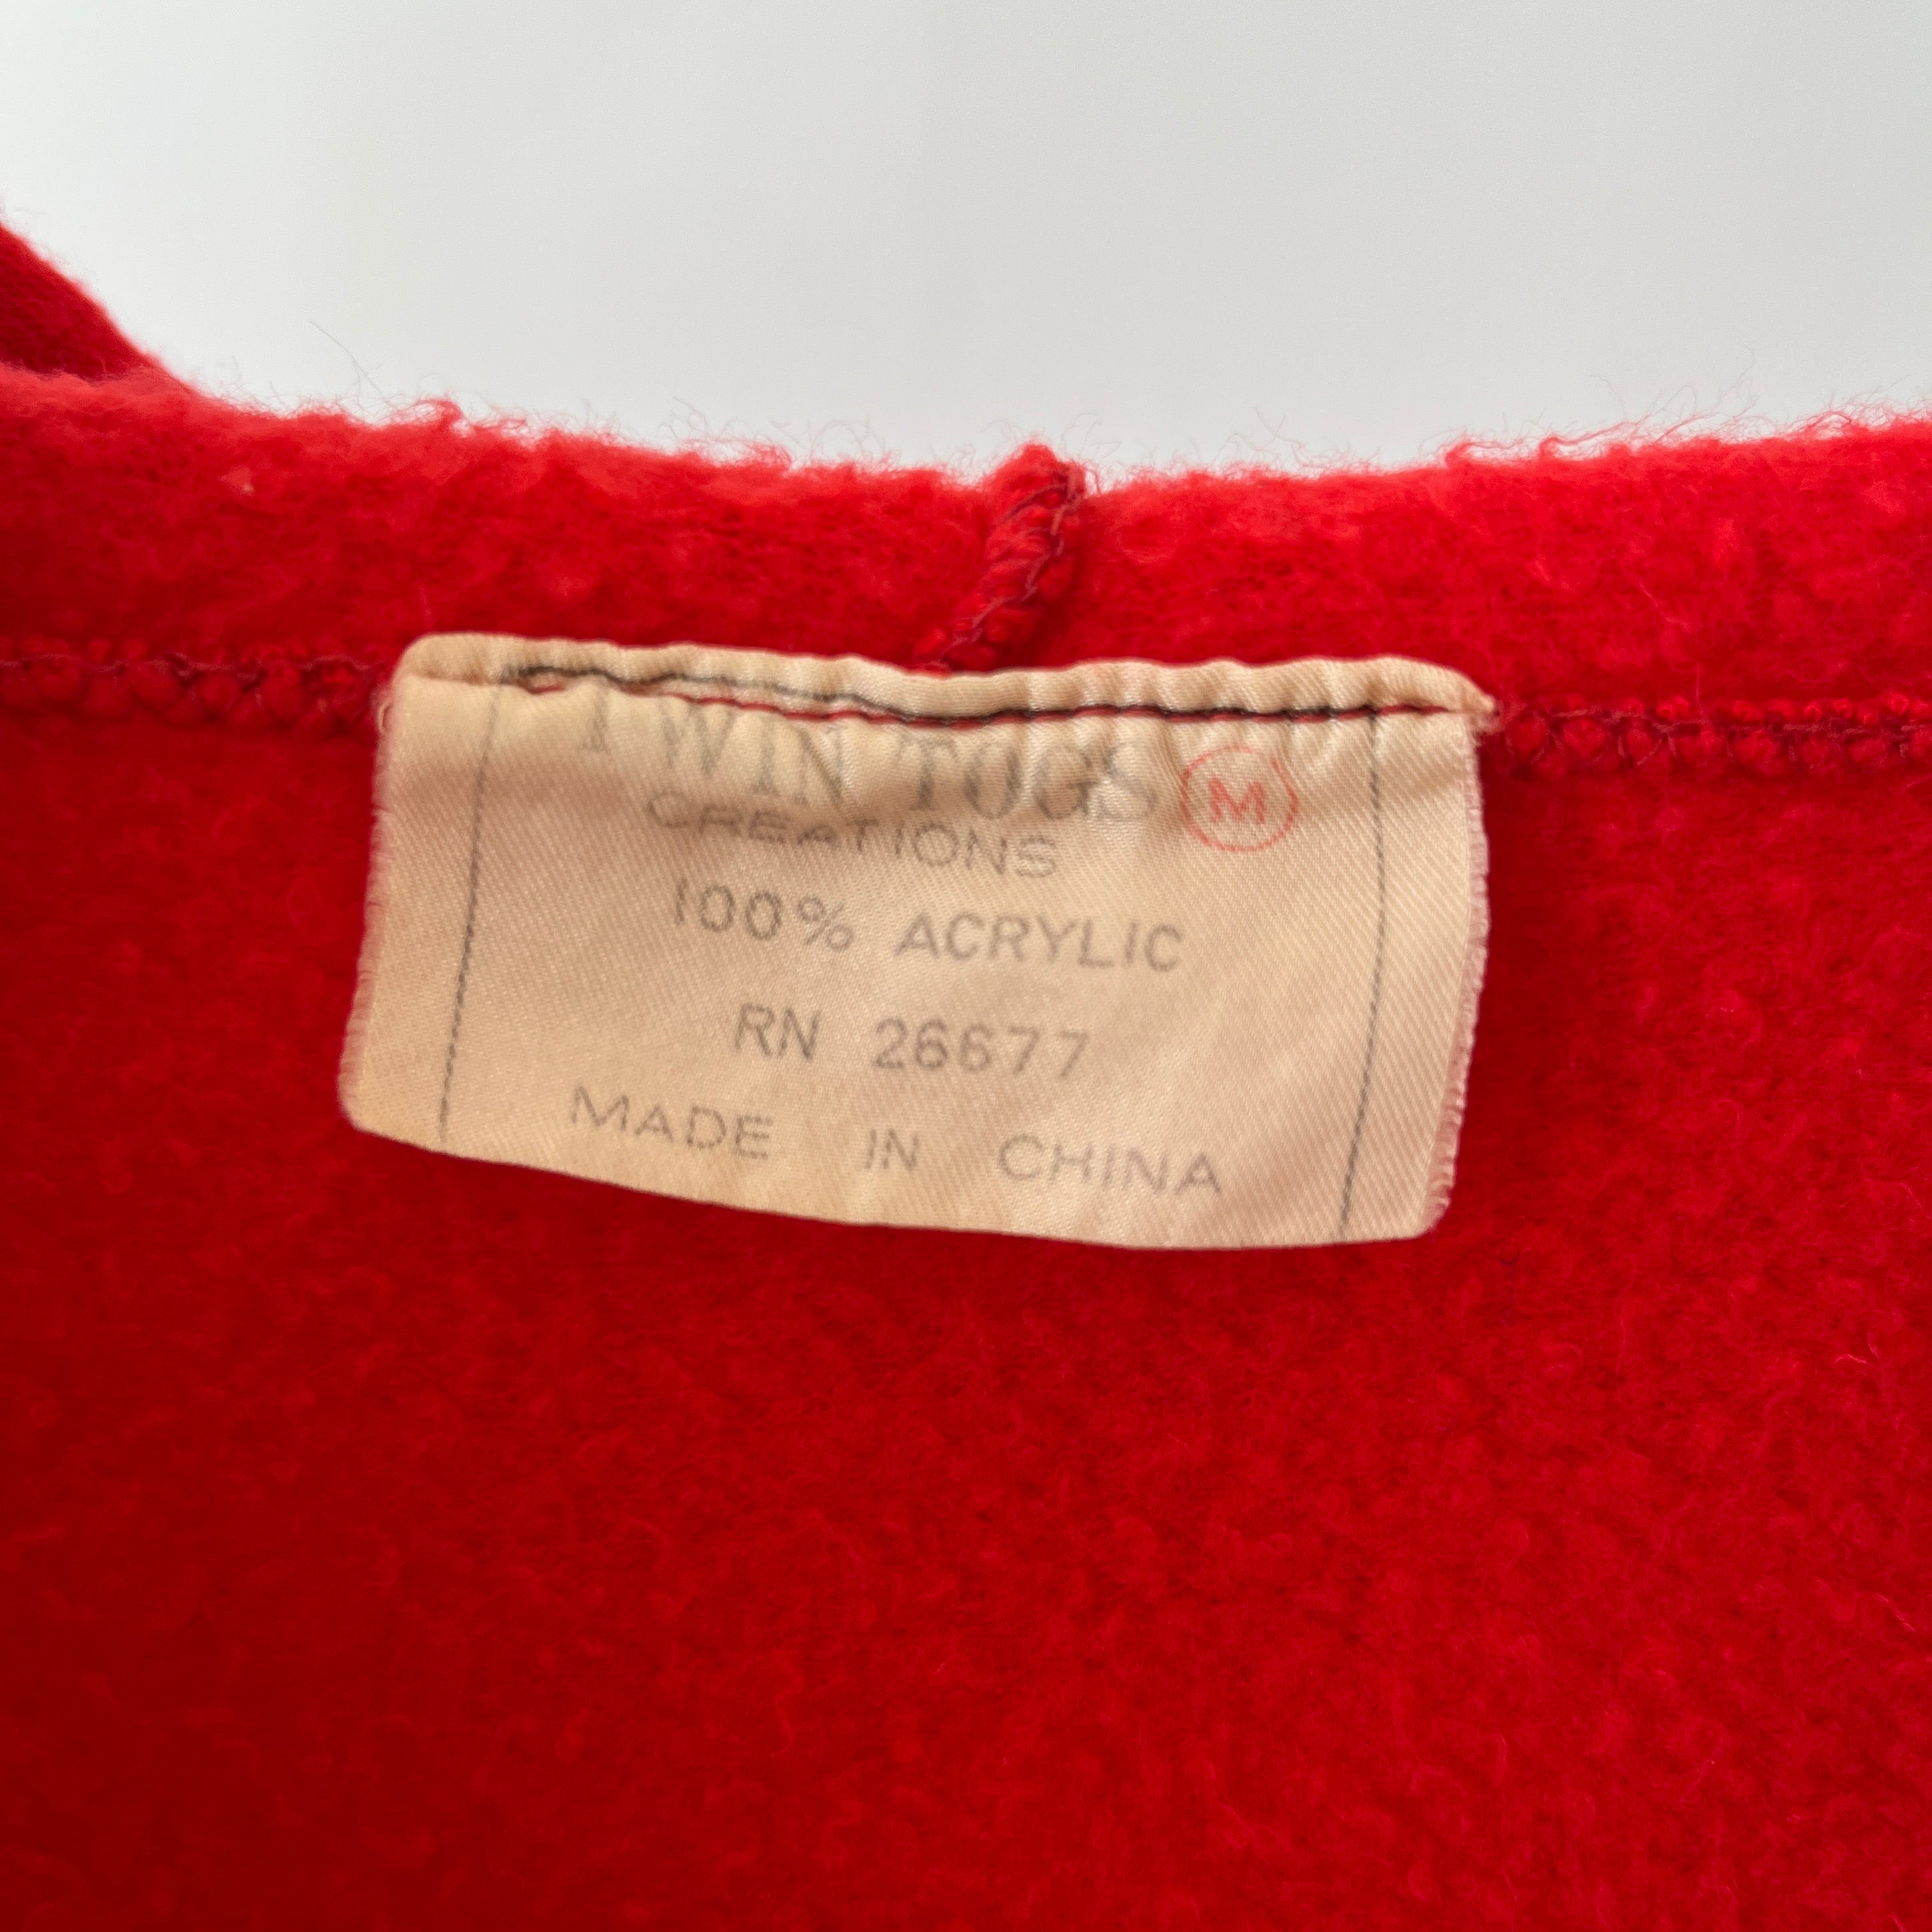 TWIN TOGS M
CREATIONS
100% ACRYLIC
RN 26677
MADE IN CHINA